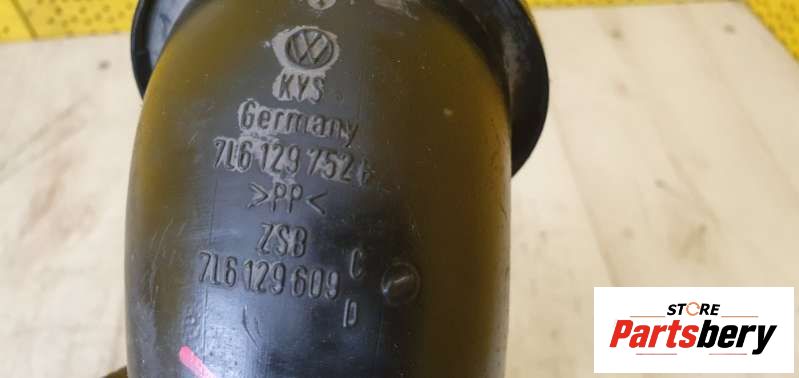 KYS
Germany
7L6 129 752
>PP<
ZSB
7L6 129 609 C
D
STORE
Partsbery